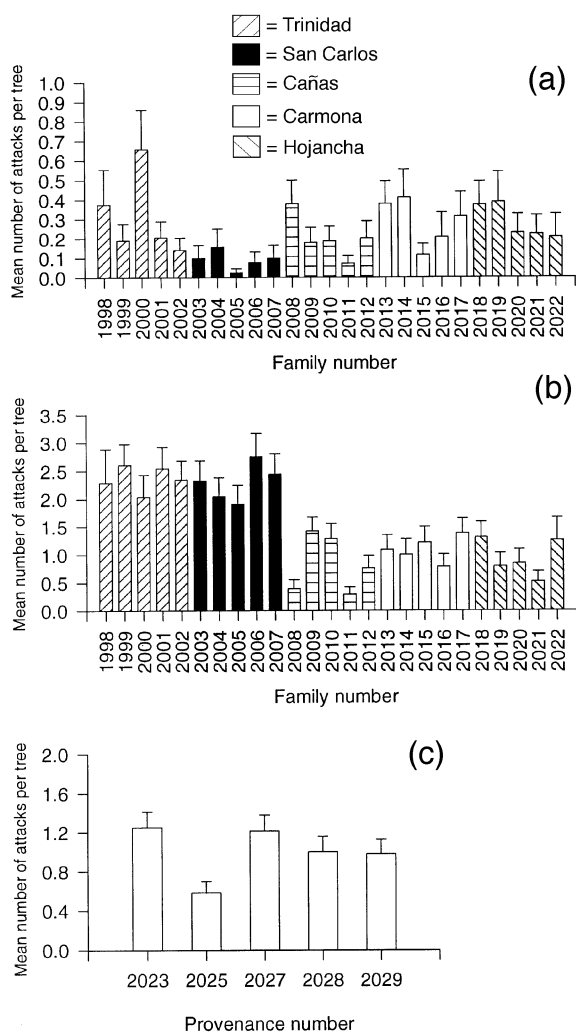 = Trinidad
= San Carlos
= Cañas
= Carmona
= Hojancha
(a)
Mean number of attacks per tree
1.0
0.9
0.8
0.7
0.6
0.5
0.4
0.3
0.2
0.1
0.0
1998 1999 2000 2001 2002 2003 2004 2005 2006 2007 2008 2009 2010 2011 2012 2013 2014 2015 2016 2017 2018 2019 2020 2021 2022
Family number
(b)
Mean number of attacks per tree
3.5
3.0
2.5
2.0
1.5
1.0
0.5
0.0
1998 1999 2000 2001 2002 2003 2004 2005 2006 2007 2008 2009 2010 2011 2012 2013 2014 2015 2016 2017 2018 2019 2020 2021 2022
Family number
(c)
Mean number of attacks per tree
2.0
1.6
1.2
0.8
0.4
0.0
2023 2025 2027 2028 2029
Provenance number